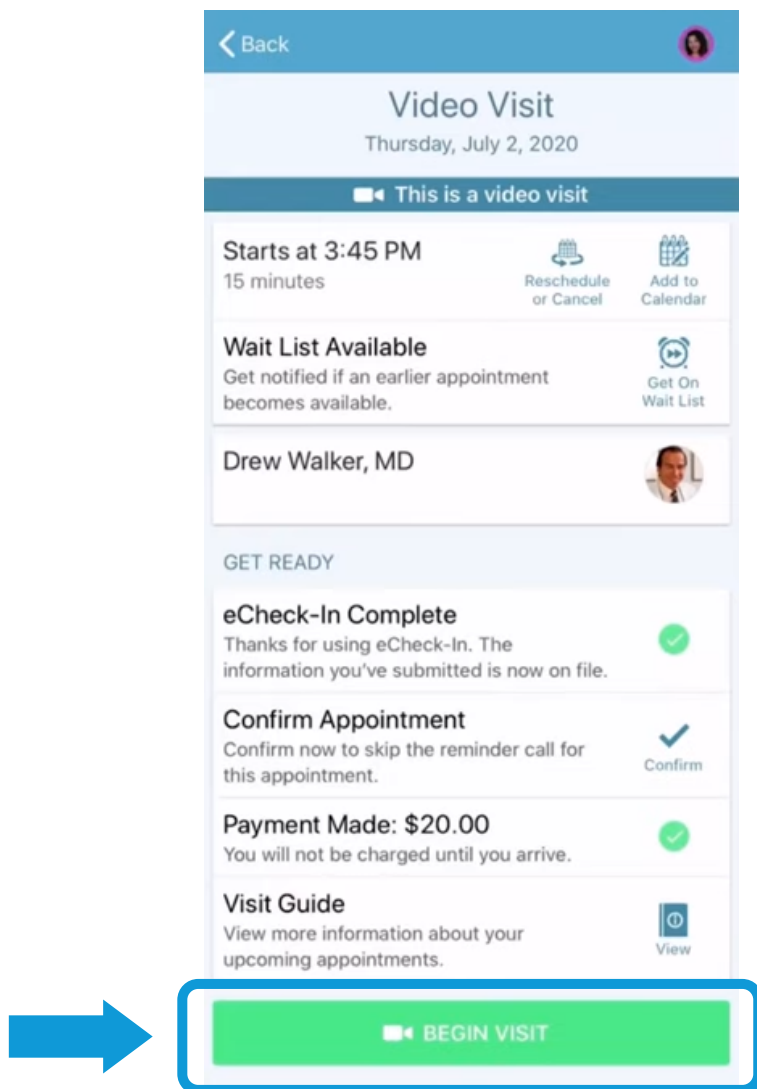 Back
Video Visit
Thursday, July 2, 2020
This is a video visit
Starts at 3:45 PM
15 minutes
Reschedule
or Cancel
Add to
Calendar
Wait List Available
Get notified if an earlier appointment
becomes available.
Get On
Wait List
Drew Walker, MD
GET READY
eCheck-In Complete
Thanks for using eCheck-In. The
information you've submitted is now on file.
Confirm Appointment
Confirm now to skip the reminder call for
this appointment.
Confirm
Payment Made: $20.00
You will not be charged until you arrive.
Visit Guide
View more information about your
upcoming appointments.
View
BEGIN VISIT